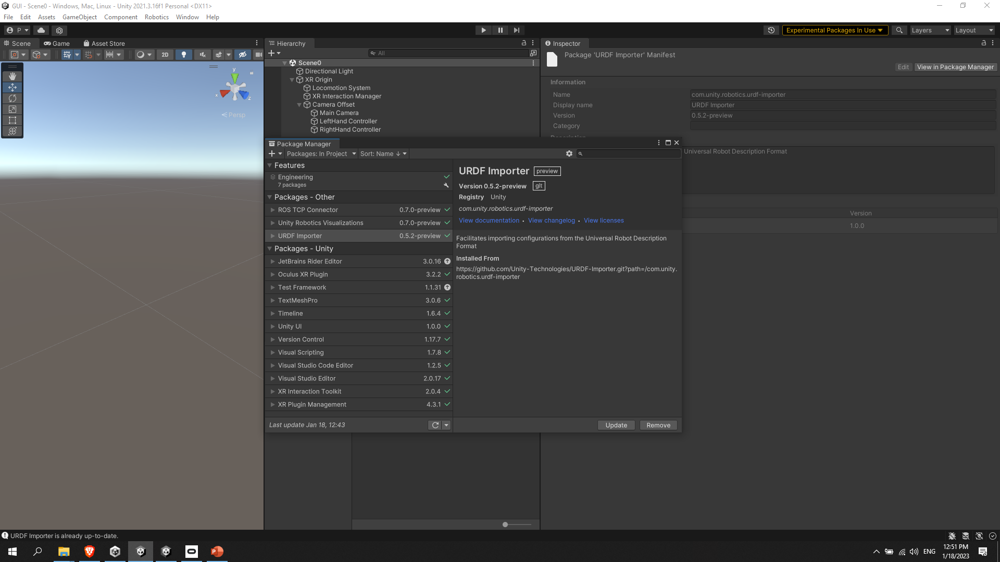 GUI - Scene0 - Windows, Mac, Linux - Unity 2021.3.16f1 Personal <DX11>
File Edit Assets GameObject Component Robotics Window Help
P Experimental Packages In Use Layers Layout
Scene Game Asset Store
2D
y
x
z
Persp
Hierarchy
All
Scene0
Directional Light
XR Origin
Locomotion System
XR Interaction Manager
Camera Offset
Main Camera
LeftHand Controller
RightHand Controller
Inspector
Package 'URDF Importer' Manifest
Edit View in Package Manager
Information
Name com.unity.robotics.urdf-importer
Display name URDF Importer
Version 0.5.2-preview
Category
Universal Robot Description Format
Version
1.0.0
Package Manager
Packages: In Project Sort: Name ↓
Features
Engineering
7 packages
Packages - Other
ROS TCP Connector 0.7.0-preview
Unity Robotics Visualizations 0.7.0-preview
URDF Importer 0.5.2-preview
Packages - Unity
JetBrains Rider Editor 3.0.16
Oculus XR Plugin 3.2.2
Test Framework 1.1.31
TextMeshPro 3.0.6
Timeline 1.6.4
Unity UI 1.0.0
Version Control 1.17.7
Visual Scripting 1.7.8
Visual Studio Code Editor 1.2.5
Visual Studio Editor 2.0.17
XR Interaction Toolkit 2.0.4
XR Plugin Management 4.3.1
Last update Jan 18, 12:43
URDF Importer preview
Version 0.5.2-preview git
Registry Unity
com.unity.robotics.urdf-importer
View documentation • View changelog • View licenses
Facilitates importing configurations from the Universal Robot Description
Format
Installed From
https://github.com/Unity-Technologies/URDF-Importer.git?path=/com.unity.
robotics.urdf-importer
Update Remove
URDF Importer is already up-to-date.
ENG
12:51 PM
1/18/2023